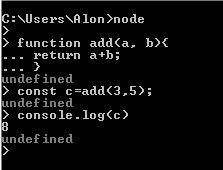 C:\Users\Alon>node
>
> function add(a, b){
... return a+b;
... }
undefined
> const c=add(3,5);
undefined
> console.log(c)
8
undefined
>